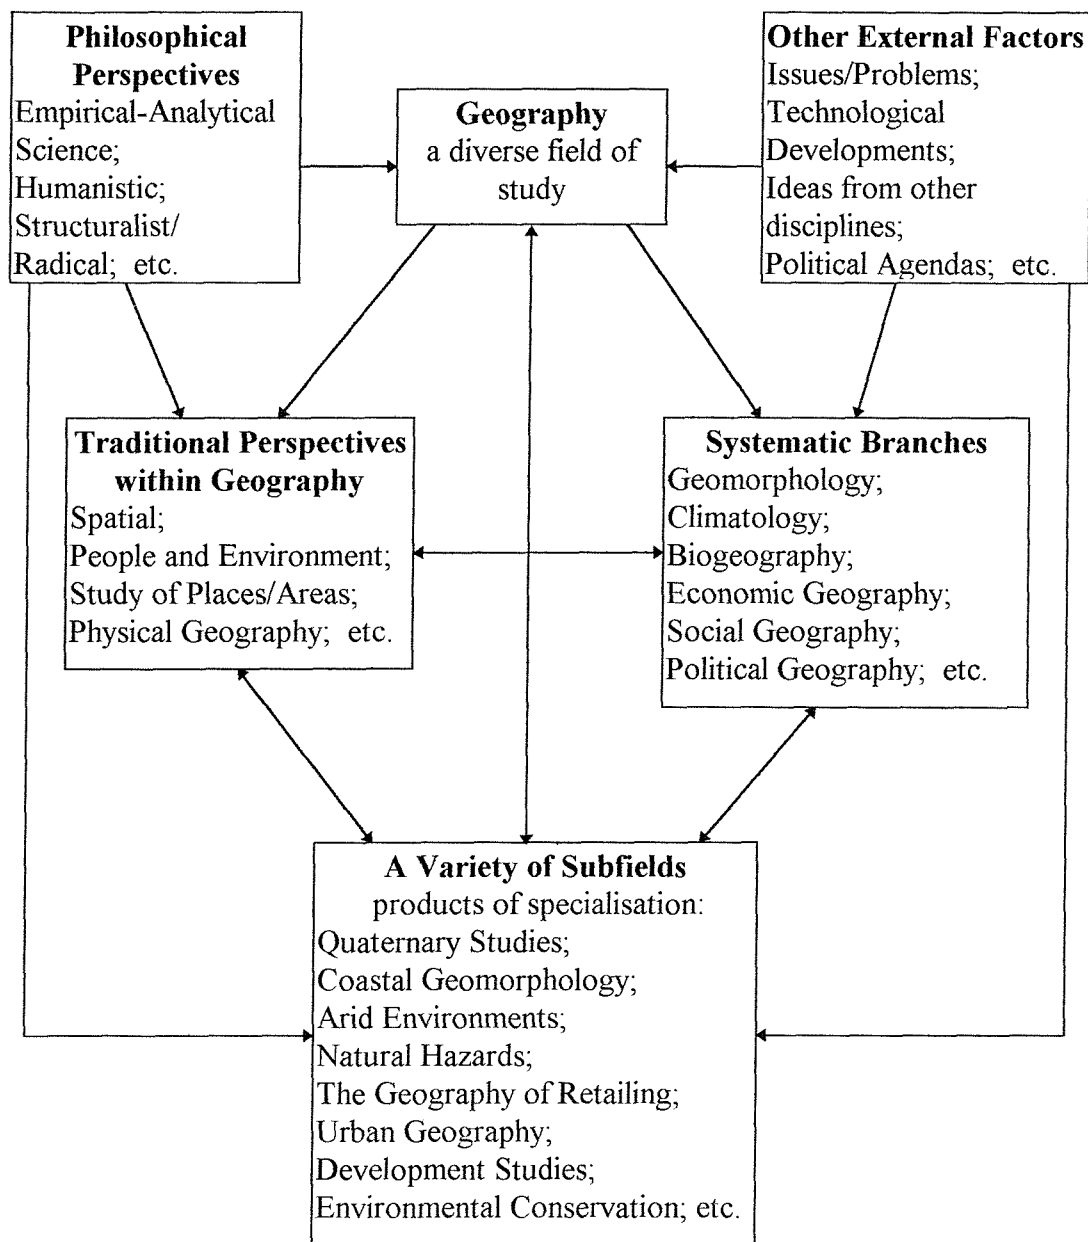 Philosophical
Perspectives
Empirical-Analytical
Science;
Humanistic;
Structuralist/
Radical; etc.
Geography
a diverse field of
study
Other External Factors
Issues/Problems;
Technological
Developments;
Ideas from other
disciplines;
Political Agendas; etc.
Traditional Perspectives
within Geography
Spatial;
People and Environment;
Study of Places/Areas;
Physical Geography; etc.
Systematic Branches
Geomorphology;
Climatology;
Biogeography;
Economic Geography;
Social Geography;
Political Geography; etc.
A Variety of Subfields
products of specialisation:
Quaternary Studies;
Coastal Geomorphology;
Arid Environments;
Natural Hazards;
The Geography of Retailing;
Urban Geography;
Development Studies;
Environmental Conservation; etc.